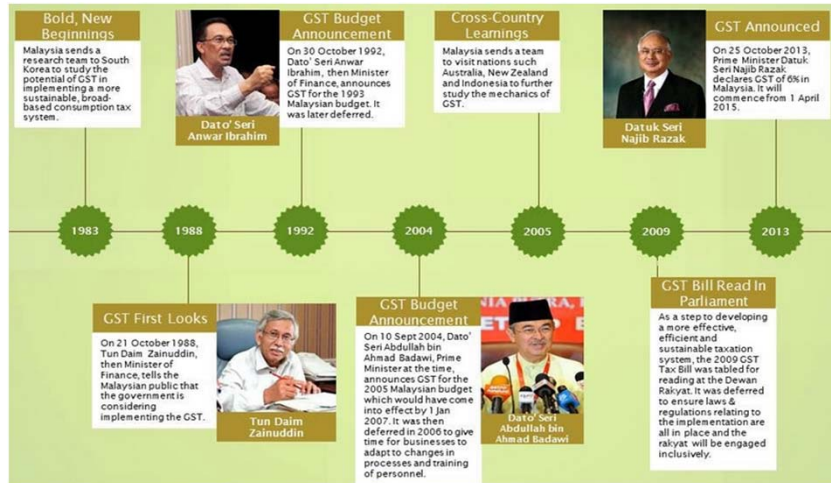 Bold, New
Beginnings
Malaysia sends a
research team to South
Korea to study the
potential of GST in
implementing a more
sustainable, broad-
based consumption tax
system.
Dato' Seri
Anwar Ibrahim
GST Budget
Announcement
On 30 October 1992,
Dato' Seri Anwar
Ibrahim, then Minister
of Finance, announces
GST for the 1993
Malaysian budget. It
was later deferred.
Cross-Country
Learnings
Malaysia sends a team
to visit nations such
Australia, New Zealand
and Indonesia to further
study the mechanics of
GST.
Datuk Seri
Najib Razak
GST Announced
On 25 October 2013,
Prime Minister Datuk
Seri Najib Razak
declares GST of 6% in
Malaysia. It will
commence from 1 April
2015.
1983
1988
1992
2004
2005
2009
2013
GST First Looks
On 21 October 1988,
Tun Daim Zainuddin,
then Minister of
Finance, tells the
Malaysian public that
the government is
considering
implementing the GST.
Tun Daim
Zainuddin
GST Budget
Announcement
On 10 Sept 2004, Dato'
Seri Abdullah bin
Ahmad Badawi, Prime
Minister at the time,
announces GST for the
2005 Malaysian budget
which would have come
into effect by 1 Jan
2007. It was then
deferred in 2006 to give
time for businesses to
adapt to changes in
processes and training
of personnel.
Dato' Seri
Abdullah bin
Ahmad Badawi
GST Bill Read In
Parliament
As a step to developing
a more effective,
efficient and
sustainable taxation
system, the 2009 GST
Tax Bill was tabled for
reading at the Dewan
Rakyat. It was deferred
to ensure laws &
regulations relating to
the implementation are
all in place and the
rakyat will be engaged
inclusively.